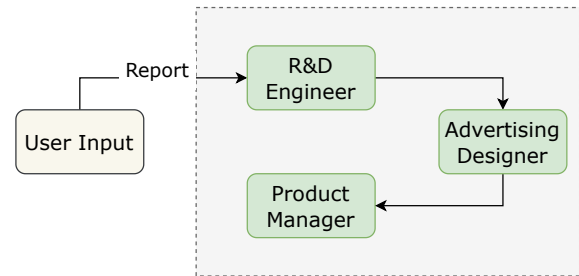 Report
R&D
Engineer
User Input
Advertising
Designer
Product
Manager